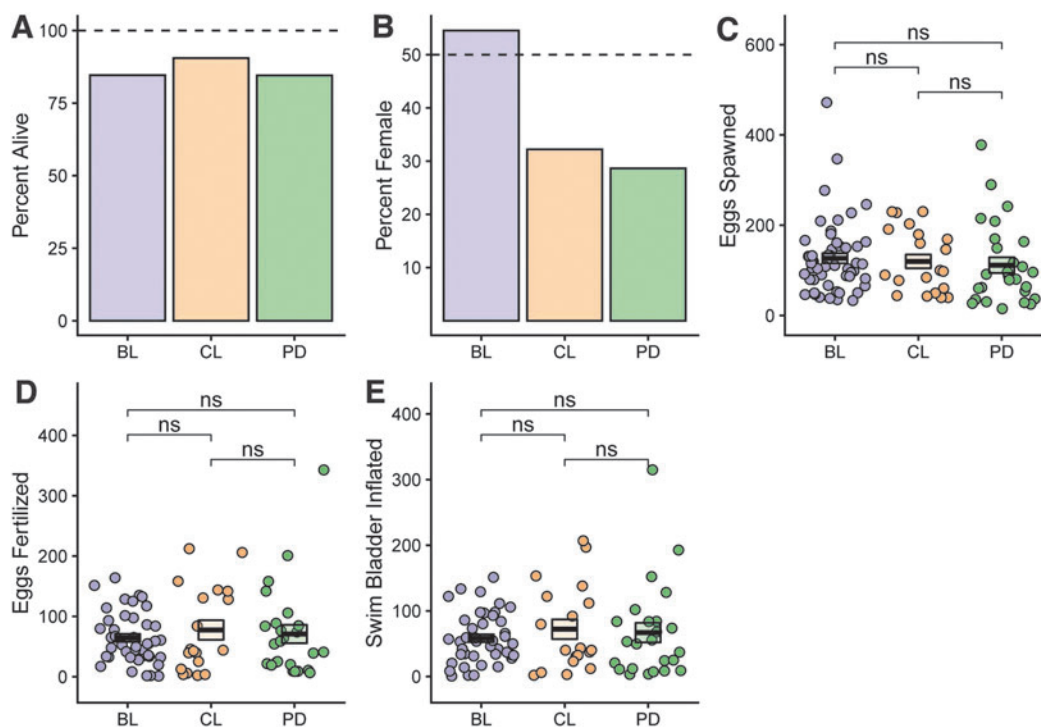 A
Percent Alive
100
75
50
25
0
BL CL PD
B
Percent Female
50
50
30
20
10
BL CL PD
C
Eggs Spawned
600
400
200
0
ns
ns ns
BL CL PD
D
Eggs Fertilized
400
300
200
100
0
ns
ns
ns
BL CL PD
E
Swim Bladder Inflated
400
300
200
100
0
ns
ns
ns
BL CL PD